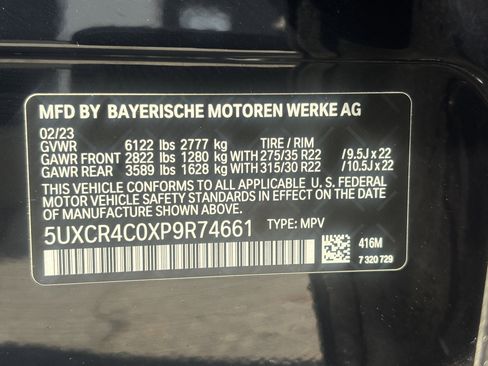 MFD BY BAYERISCHE MOTOREN WERKE AG
02/23
GVWR 6122 lbs 2777 kg TIRE / RIM
GAWR FRONT 2822 lbs 1280 kg WITH 275/35 R22 / 9.5J x 22
GAWR REAR 3589 lbs 1628 kg WITH 315/30 R22 / 10.5J x 22
THIS VEHICLE CONFORMS TO ALL APPLICABLE U. S. FEDERAL
MOTOR VEHICLE SAFETY STANDARDS IN EFFECT ON THE DATE
OF MANUFACTURE SHOWN ABOVE.
5UXCR4C0XP9R74661 TYPE: MPV
416M
7 320 729